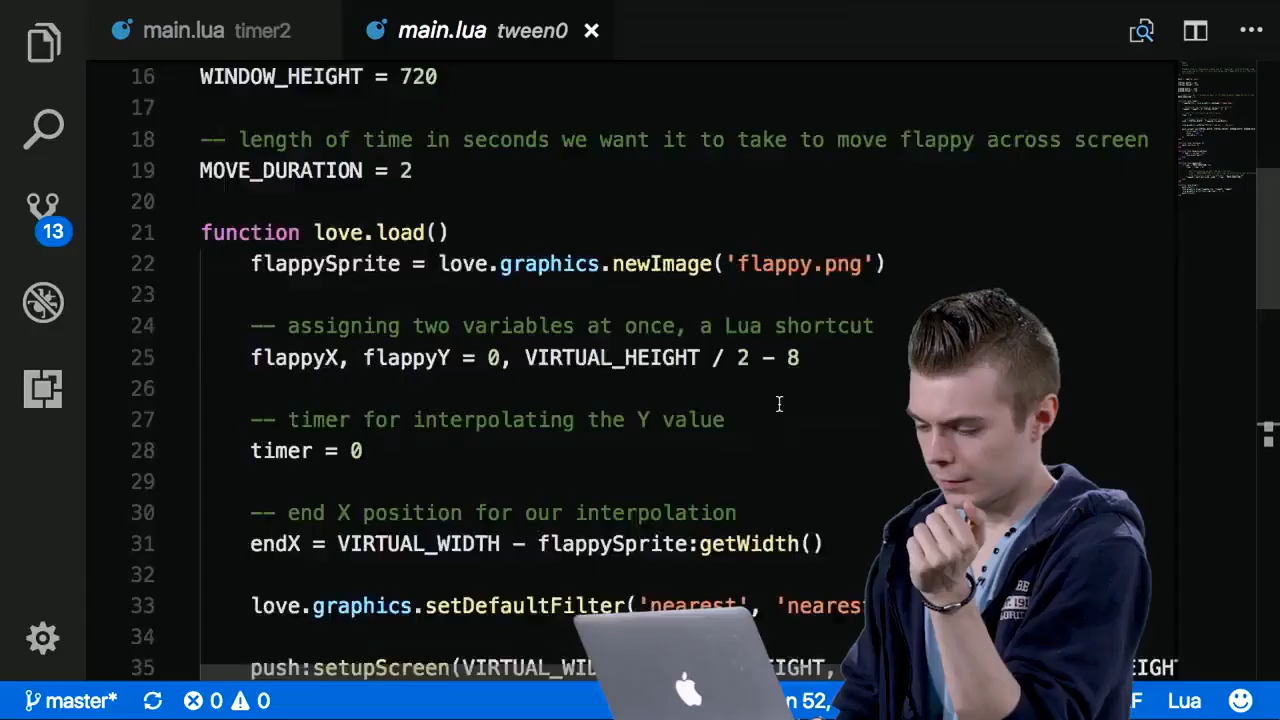 main.lua timer2
main.lua tween0
16 WINDOW_HEIGHT = 720
17
18 -- length of time in seconds we want it to take to move flappy across screen
19 MOVE_DURATION = 2
20
21 function love.load()
22 flappySprite = love.graphics.newImage('flappy.png')
23
24 -- assigning two variables at once, a Lua shortcut
25 flappyX, flappyY = 0, VIRTUAL_HEIGHT / 2 - 8
26
27 -- timer for interpolating the Y value
28 timer = 0
29
30 -- end X position for our interpolation
31 endX = VIRTUAL_WIDTH - flappySprite:getWidth()
32
33 love.graphics.setDefaultFilter('nearest', 'neares
34
35 push:setupScreen(VIRTUAL_WI
13
master* 0 0 52, Lua